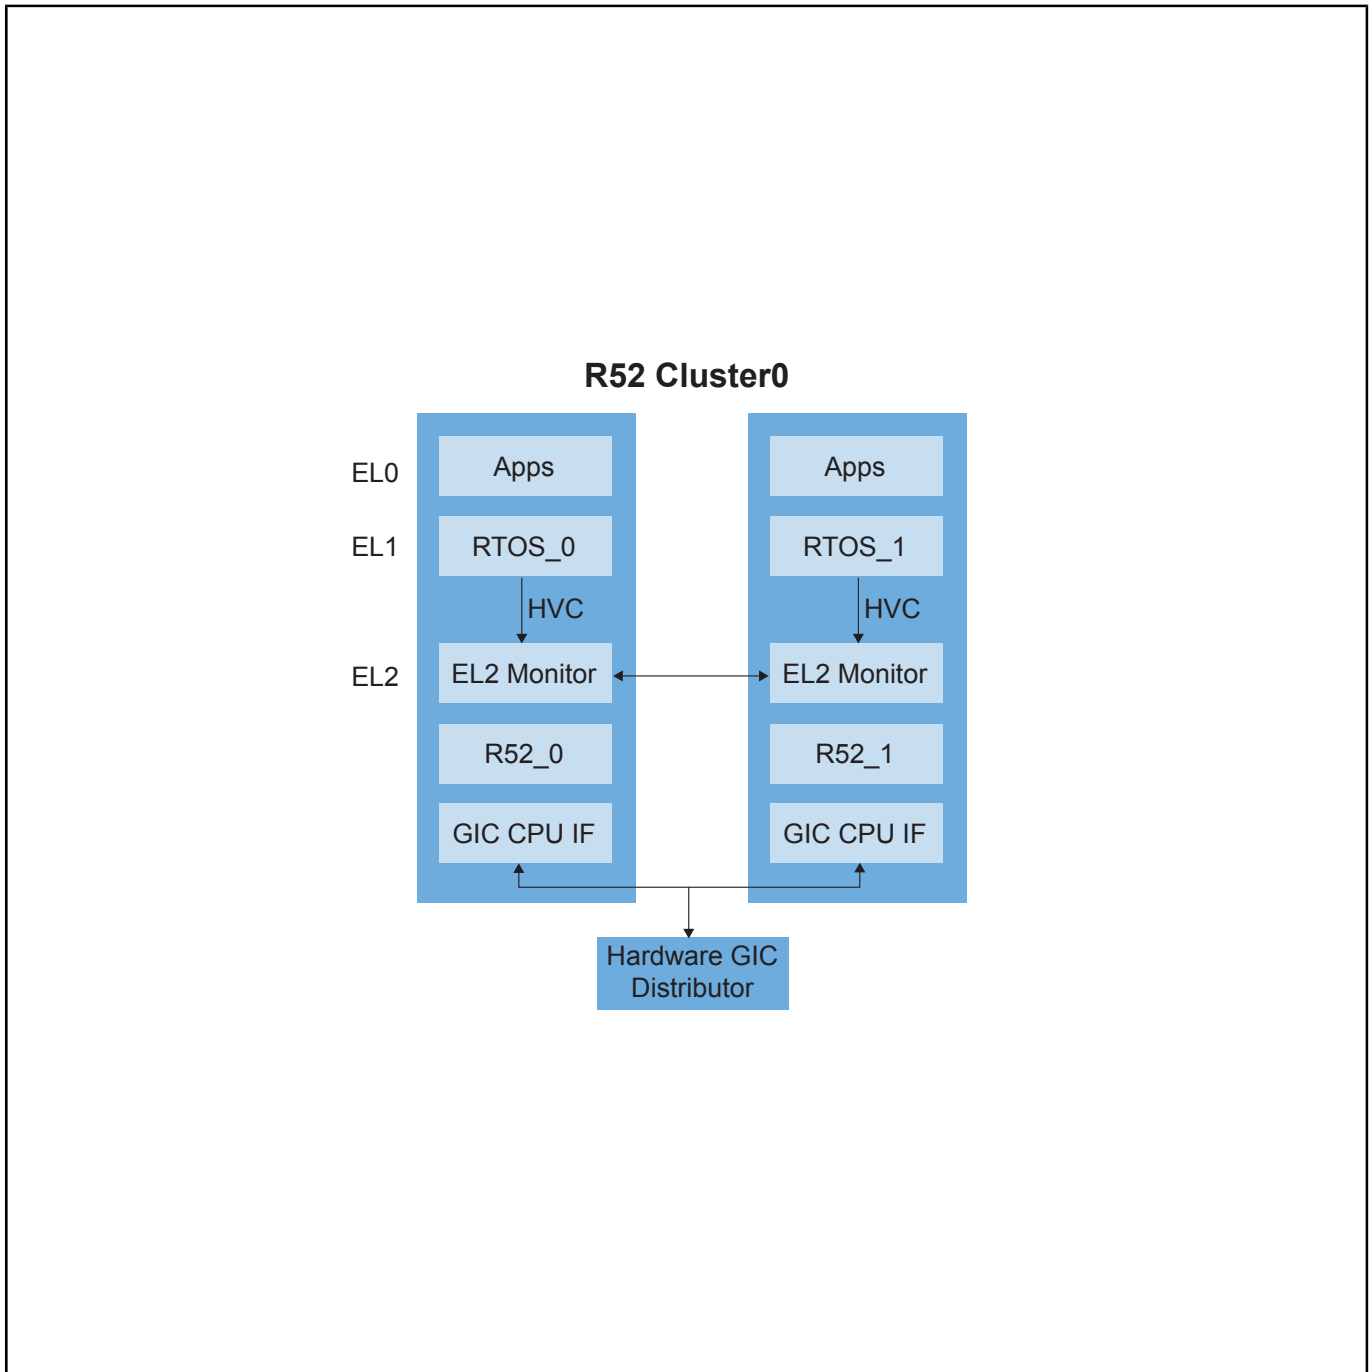 R52 Cluster0
EL0
Apps
Apps
EL1
RTOS_0
RTOS_1
HVC
HVC
EL2
EL2 Monitor
EL2 Monitor
R52_0
R52_1
GIC CPU IF
GIC CPU IF
Hardware GIC
Distributor